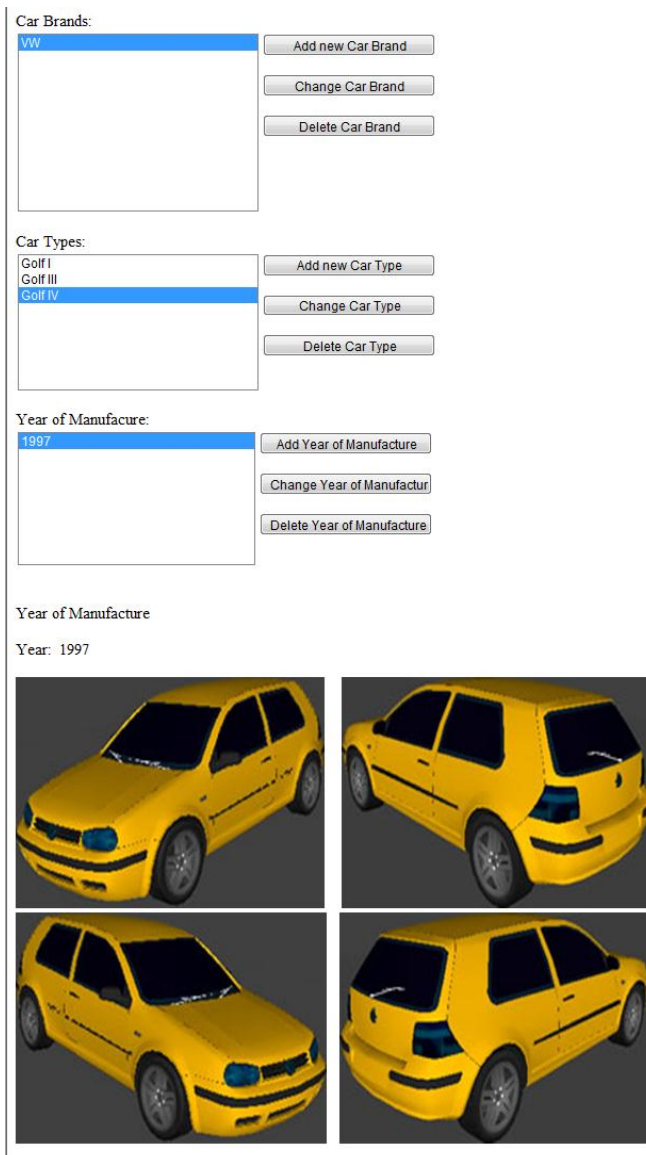 Car Brands:
VW
Add new Car Brand
Change Car Brand
Delete Car Brand
Car Types:
Golf I
Golf III
Golf IV
Add new Car Type
Change Car Type
Delete Car Type
Year of Manufacure:
1997
Add Year of Manufacture
Change Year of Manufactur
Delete Year of Manufacture
Year of Manufacture
Year: 1997